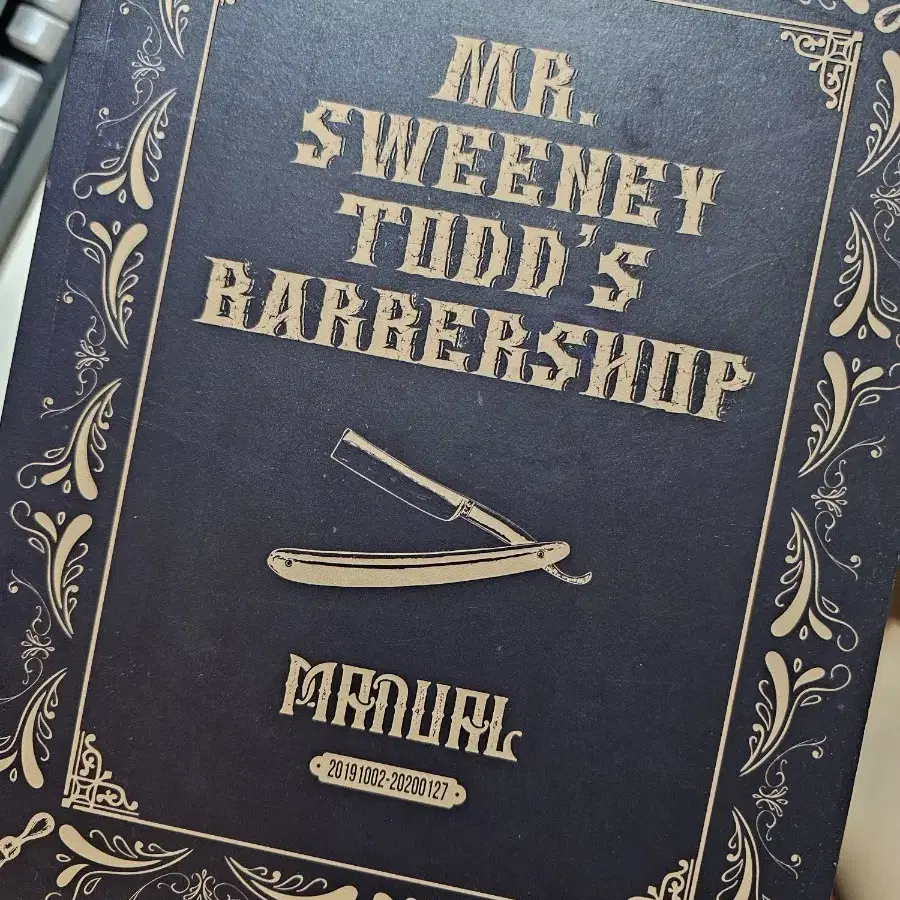 MR.
SWEENEY
TODD'S
BARBERSHOP
MANUAL
20191002-20200127